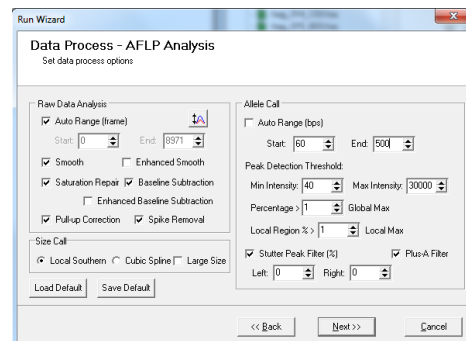 Run Wizard
Data Process - AFLP Analysis
Set data process options
Raw Data Analysis
Auto Range (frame)
Start: 0 End: 8971
Smooth Enhanced Smooth
Saturation Repair Baseline Subtraction
Enhanced Baseline Subtraction
Pull-up Correction Spike Removal
Size Call
Local Southern Cubic Spline Large Size
Load Default Save Default
Allele Call
Auto Range (bps)
Start: 60 End: 500
Peak Detection Threshold:
Min Intensity: 40 Max Intensity: 30000
Percentage > 1 Global Max
Local Region % > 1 Local Max
Stutter Peak Filter (%) Plus-A Filter
Left: 0 Right: 0
<< Back Next >> Cancel